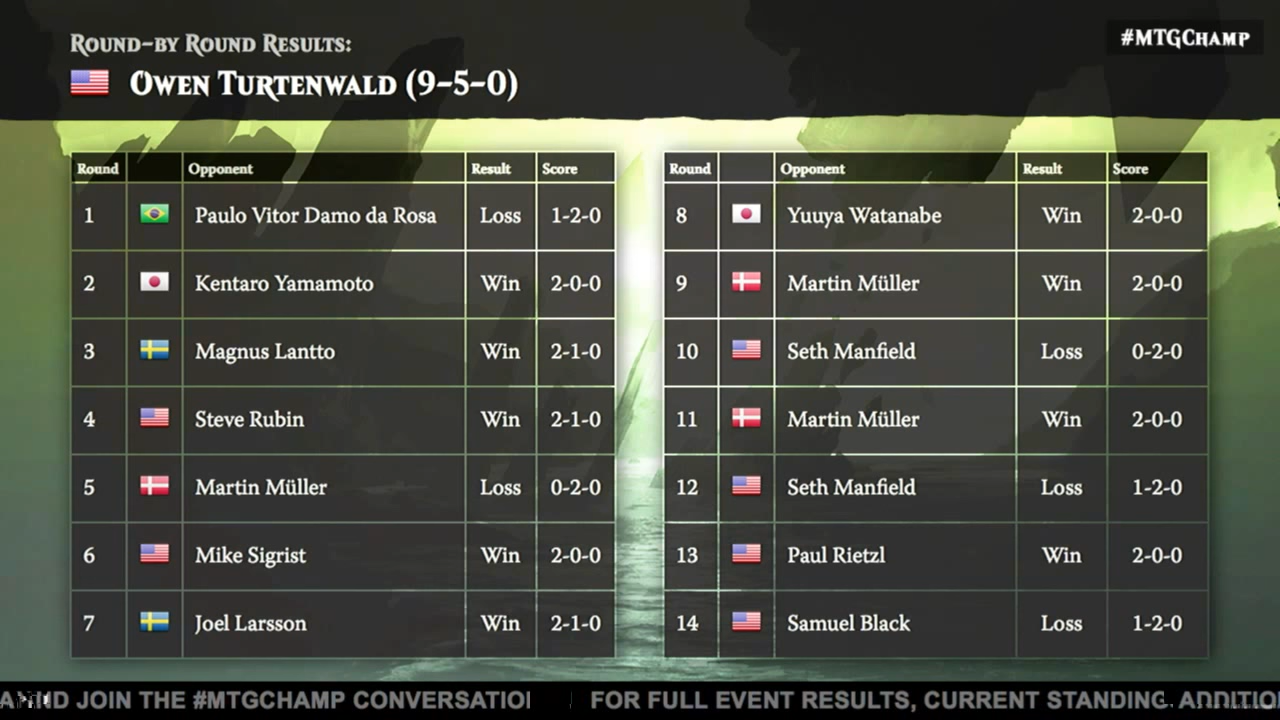 Round-by Round Results:
#MTGChamp
Owen Turtenwald (9-5-0)
Round Opponent Result Score
1 Paulo Vitor Damo da Rosa Loss 1-2-0
2 Kentaro Yamamoto Win 2-0-0
3 Magnus Lantto Win 2-1-0
4 Steve Rubin Win 2-1-0
5 Martin Müller Loss 0-2-0
6 Mike Sigrist Win 2-0-0
7 Joel Larsson Win 2-1-0
Round Opponent Result Score
8 Yuuya Watanabe Win 2-0-0
9 Martin Müller Win 2-0-0
10 Seth Manfield Loss 0-2-0
11 Martin Müller Win 2-0-0
12 Seth Manfield Loss 1-2-0
13 Paul Rietzl Win 2-0-0
14 Samuel Black Loss 1-2-0
JOIN THE #MTGCHAMP CONVERSATIO FOR FULL EVENT RESULTS, CURRENT STANDING ADDITIO